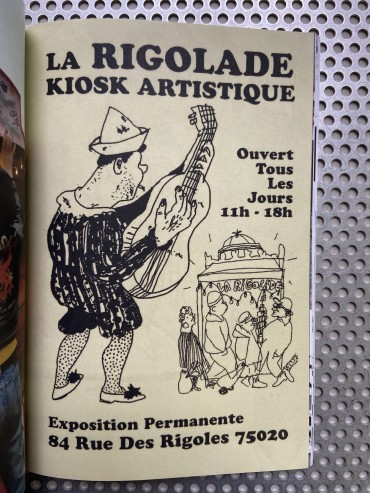 LA RIGOLADE
KIOSK ARTISTIQUE
Ouvert
Tous
Les
Jours
11h - 18h
LA RIGOLADE
Exposition Permanente
84 Rue Des Rigoles 75020